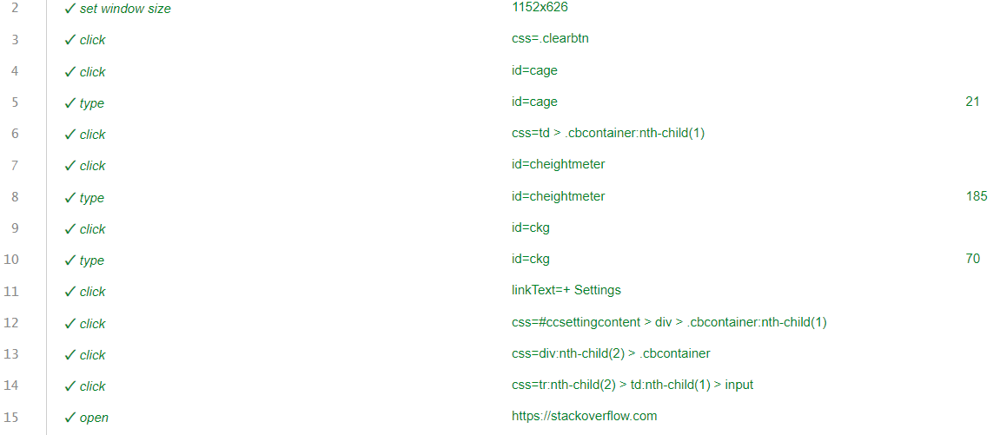 2 ✓ set window size 1152x626
3 ✓ click css=.clearbtn
4 ✓ click id=cage
5 ✓ type id=cage 21
6 ✓ click css=td > .cbcontainer:nth-child(1)
7 ✓ click id=cheightmeter
8 ✓ type id=cheightmeter 185
9 ✓ click id=ckg
10 ✓ type id=ckg 70
11 ✓ click linkText=+ Settings
12 ✓ click css=#ccsettingcontent > div > .cbcontainer:nth-child(1)
13 ✓ click css=div:nth-child(2) > .cbcontainer
14 ✓ click css=tr:nth-child(2) > td:nth-child(1) > input
15 ✓ open https://stackoverflow.com